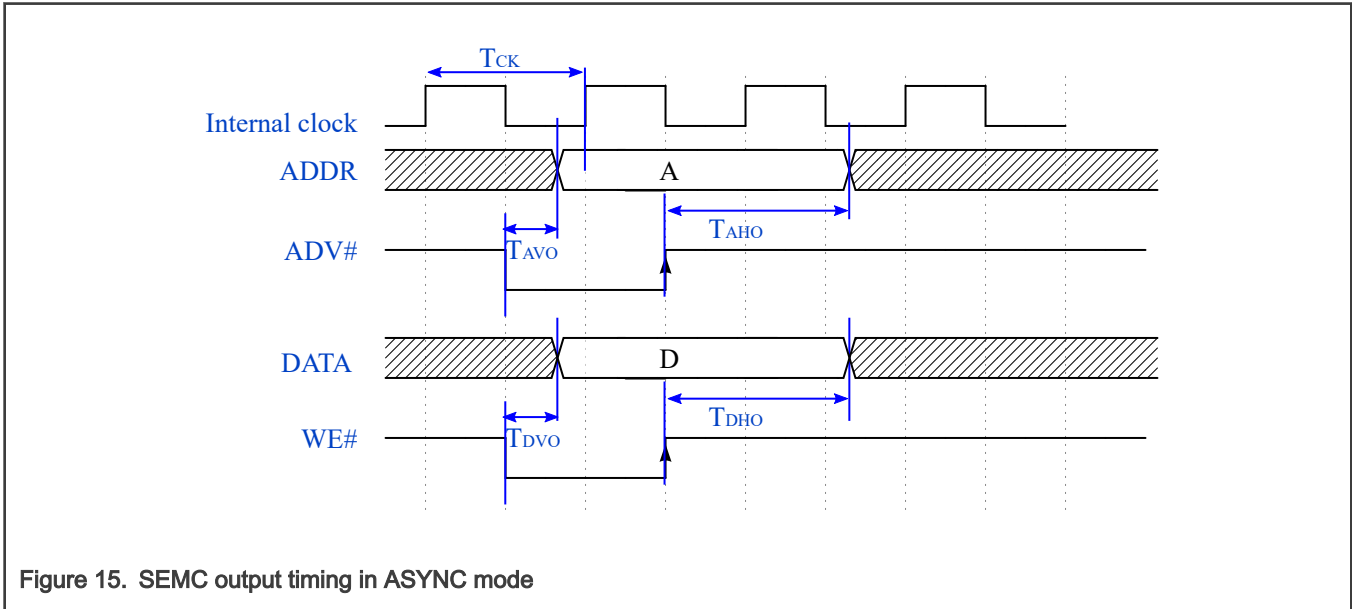 TCK
Internal clock
ADDR
A
TAHO
TAVO
ADV#
DATA
D
TDHO
TDVO
WE#
Figure 15. SEMC output timing in ASYNC mode